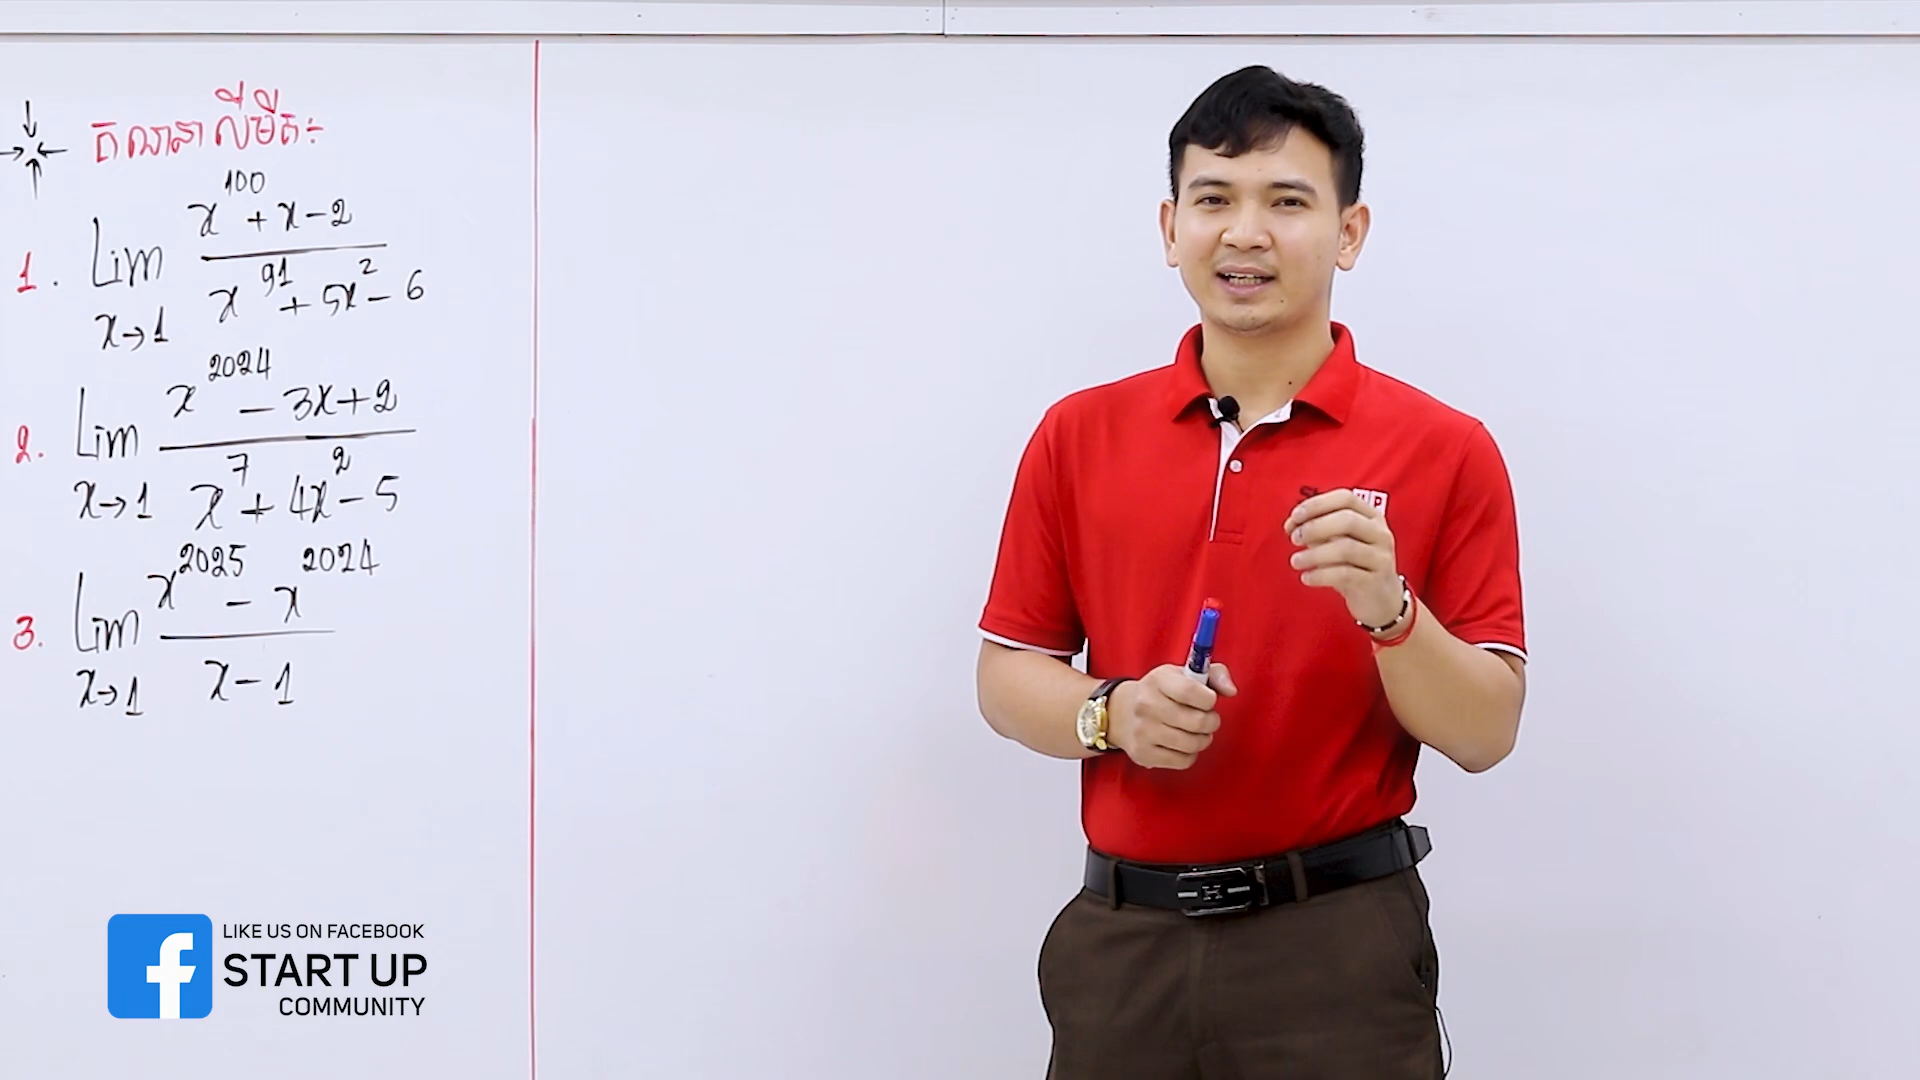 គណនាលីមីត÷
1. Lim x→1 (x^100 + x - 2)/(x^91 + 5x^2 - 6)
2. Lim x→1 (x^2024 - 3x + 2)/(x^7 + 4x^2 - 5)
3. Lim x→1 (x^2025 - x^2024)/(x - 1)
LIKE US ON FACEBOOK
START UP
COMMUNITY